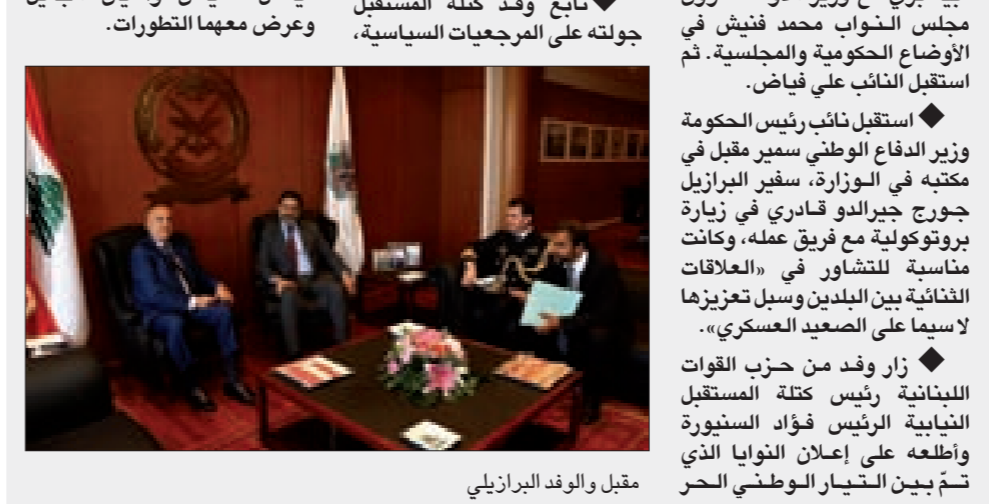 مجلس النواب محمد فنيش في
الأوضاع الحكومية والمجلسية. ثم
استقبل النائب علي فياض.
◆ استقبل نائب رئيس الحكومة
وزير الدفاع الوطني سمير مقبل في
مكتبه في الوزارة، سفير البرازيل
جورج جيرالدو قادري في زيارة
بروتوكولية مع فريق عمله، وكانت
مناسبة للتشاور في «العلاقات
الثنائية بين البلدين وسبل تعزيزها
لا سيما على الصعيد العسكري».
◆ زار وفد من حزب القوات
اللبنانية رئيس كتلة المستقبل
النيابية الرئيس فؤاد السنيورة
وأطلعه على إعلان النوايا الذي
تمّ بين التيار الوطني الحر
◆ تابع وفد كتلة المستقبل
جولته على المرجعيات السياسية،
وعرض معهما التطورات.
مقبل والوفد البرازيلي